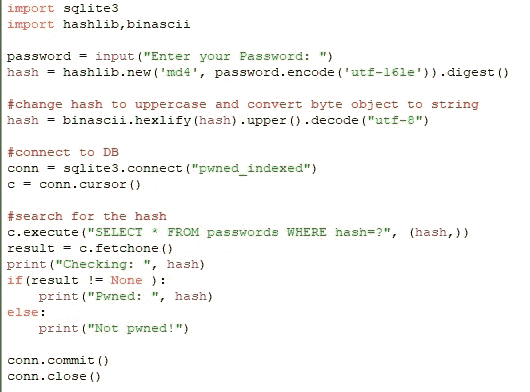 import sqlite3
import hashlib,binascii
password = input("Enter your Password: ")
hash = hashlib.new('md4', password.encode('utf-16le')).digest()
#change hash to uppercase and convert byte object to string
hash = binascii.hexlify(hash).upper().decode("utf-8")
#connect to DB
conn = sqlite3.connect("pwned_indexed")
c = conn.cursor()
#search for the hash
c.execute("SELECT * FROM passwords WHERE hash=?", (hash,))
result = c.fetchone()
print("Checking: ", hash)
if(result != None ):
    print("Pwned: ", hash)
else:
    print("Not pwned!")
conn.commit()
conn.close()